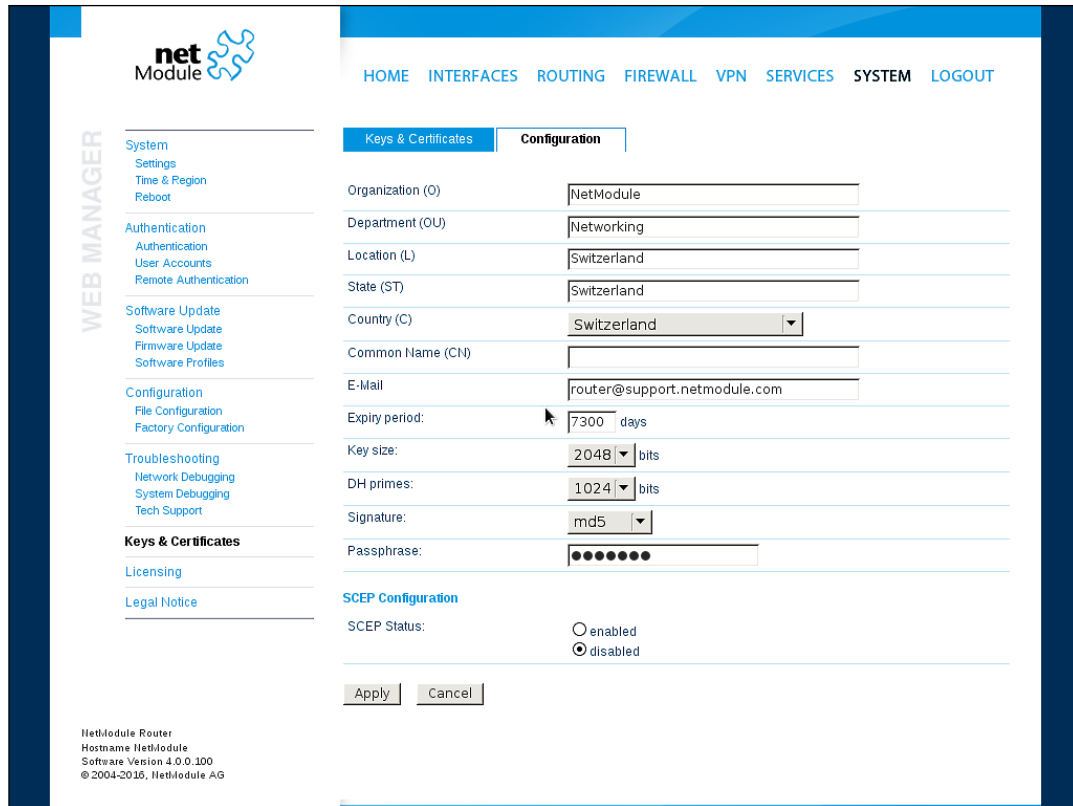 net
Module
HOME INTERFACES ROUTING FIREWALL VPN SERVICES SYSTEM LOGOUT
WEB MANAGER
System
Settings
Time & Region
Reboot
Authentication
Authentication
User Accounts
Remote Authentication
Software Update
Software Update
Firmware Update
Software Profiles
Configuration
File Configuration
Factory Configuration
Troubleshooting
Network Debugging
System Debugging
Tech Support
Keys & Certificates
Licensing
Legal Notice
Keys & Certificates Configuration
Organization (O) NetModule
Department (OU) Networking
Location (L) Switzerland
State (ST) Switzerland
Country (C) Switzerland
Common Name (CN)
E-Mail router@support.netmodule.com
Expiry period: 7300 days
Key size: 2048 bits
DH primes: 1024 bits
Signature: md5
Passphrase: ●●●●●●●
SCEP Configuration
SCEP Status: enabled
disabled
Apply Cancel
NetModule Router
Hostname NetModule
Software Version 4.0.0.100
© 2004-2016, NetModule AG